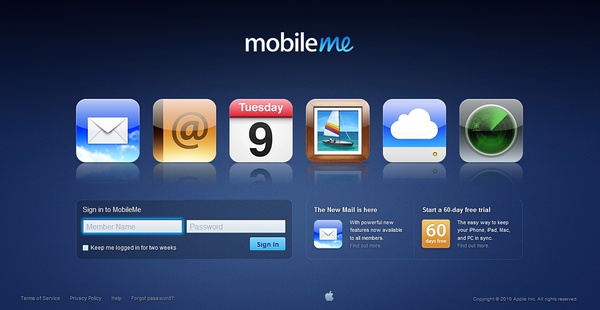 mobileme
@
Tuesday
9
Sign in to MobileMe
Member Name
Password
Keep me logged in for two weeks
Sign In
The New Mail is here
With powerful new
features now available
to all members.
Find out more
Start a 60-day free trial
60
days free
The easy way to keep
your iPhone, iPad, Mac,
and PC in sync.
Find out more
Terms of Service
Privacy Policy
Help
Forgot password?
Copyright © 2010 Apple Inc. All rights reserved.